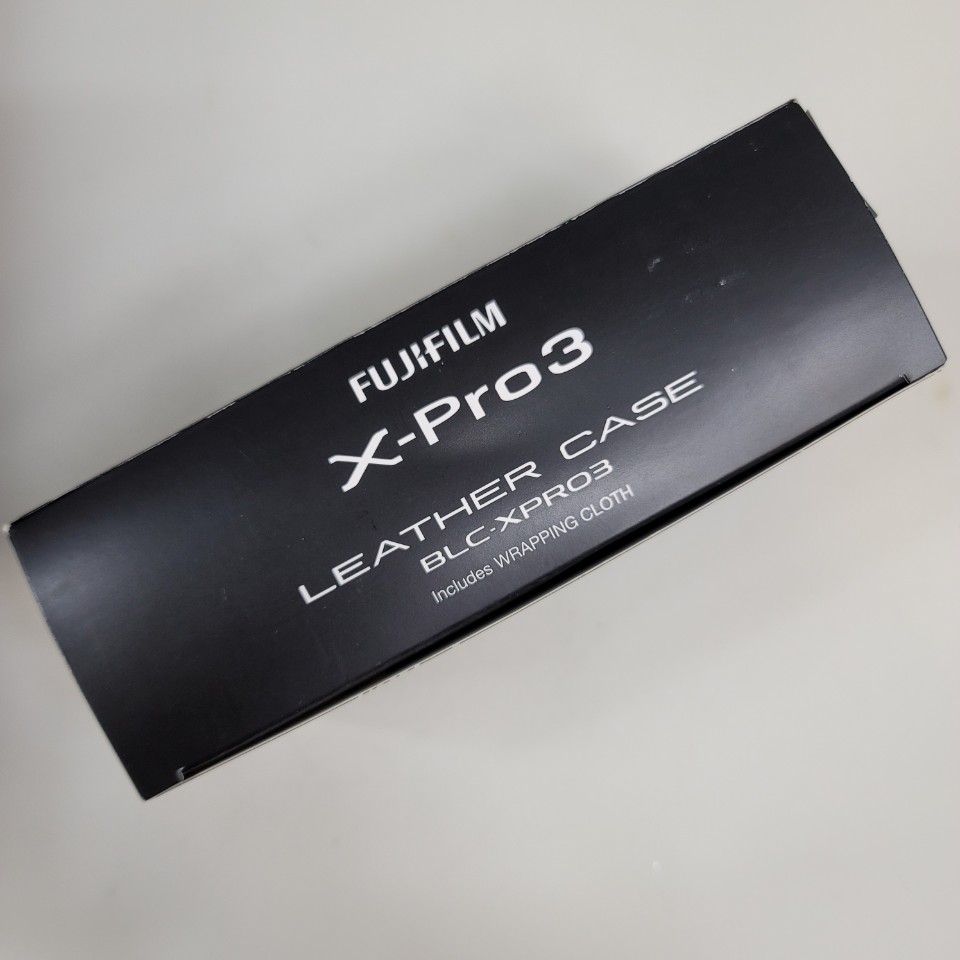 FUJIFILM
X-Pro3
LEATHER CASE
BLC-XPRO3
Includes WRAPPING CLOTH